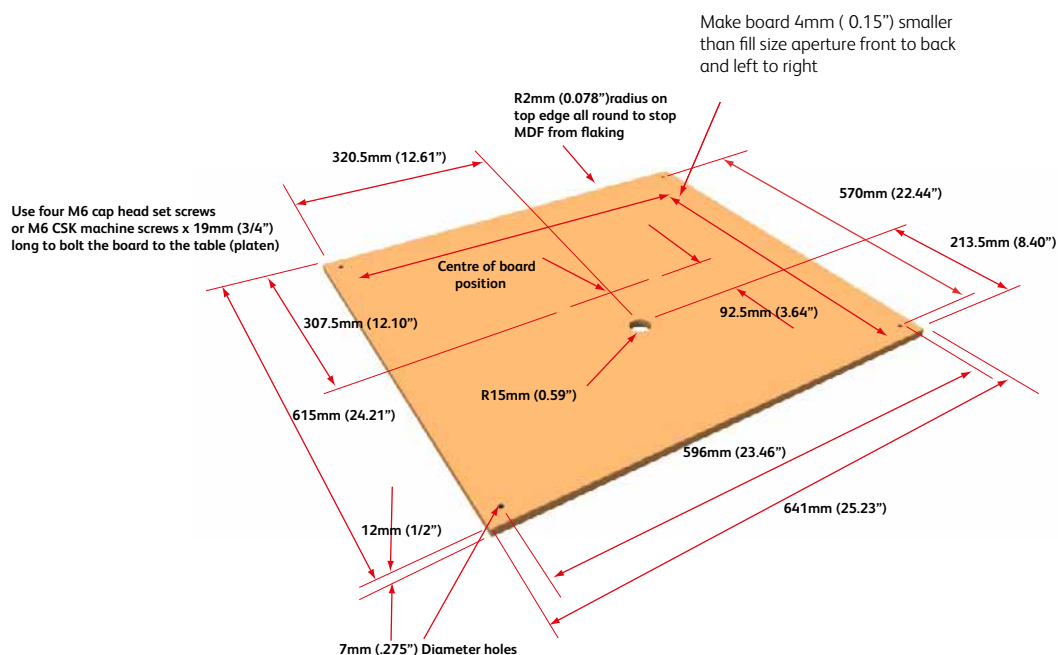 Make board 4mm ( 0.15”) smaller
than fill size aperture front to back
and left to right
R2mm (0.078”)radius on
top edge all round to stop
MDF from flaking
320.5mm (12.61”)
570mm (22.44”)
Use four M6 cap head set screws
or M6 CSK machine screws x 19mm (3/4”)
long to bolt the board to the table (platen)
213.5mm (8.40”)
Centre of board
position
92.5mm (3.64”)
307.5mm (12.10”)
R15mm (0.59”)
615mm (24.21”)
596mm (23.46”)
641mm (25.23”)
12mm (1/2”)
7mm (.275”) Diameter holes